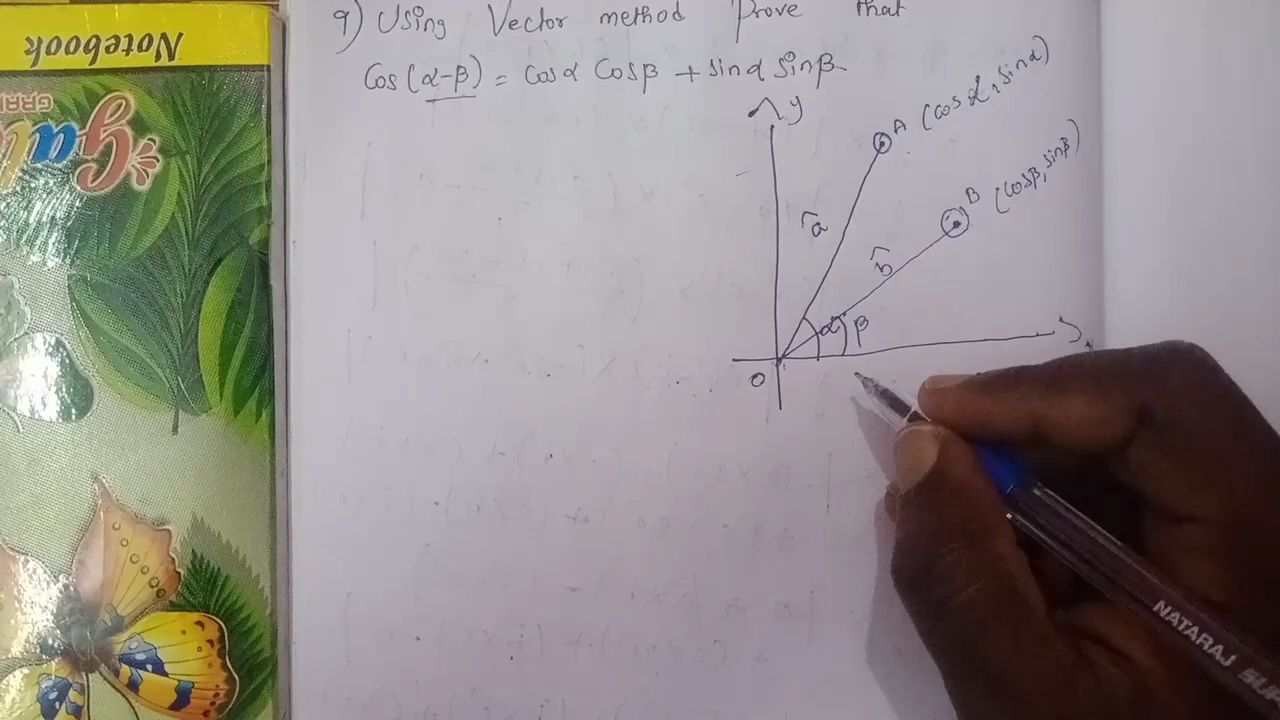 9) Using Vector method Prove that
Cos(α-β) = Cosα Cosβ + Sinα Sinβ
y
A (cosα, sinα)
B (cosβ, sinβ)
â
b̂
α
β
O
x
Notebook
NATARAJ